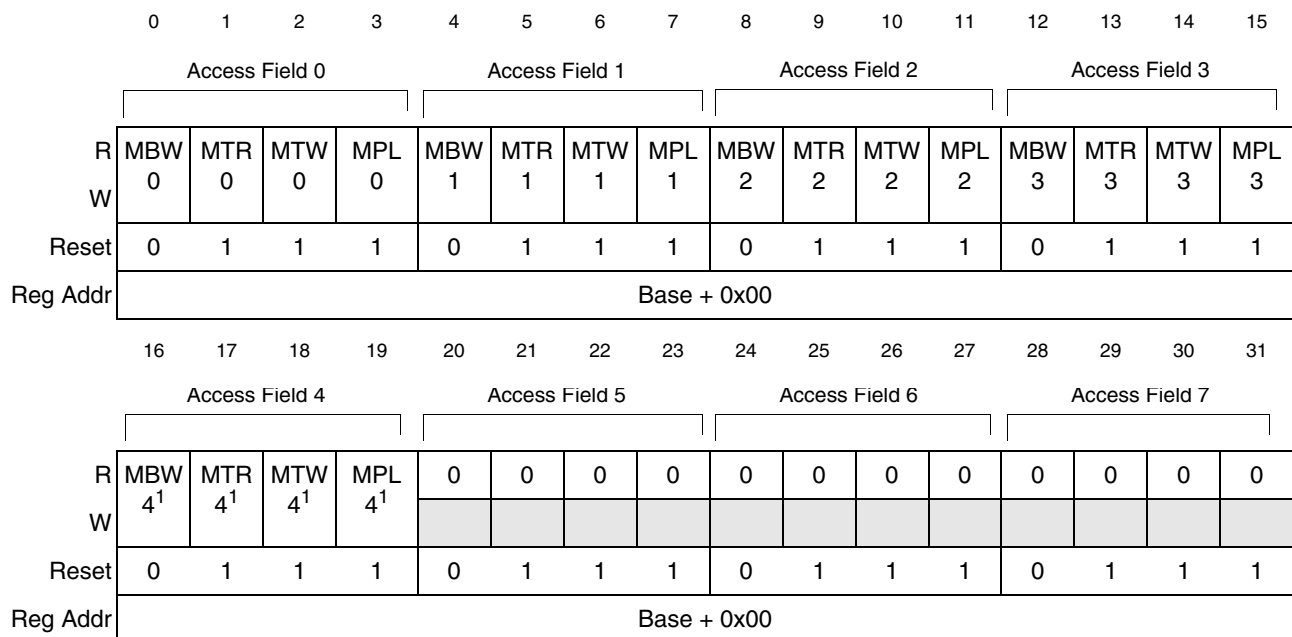 0 1 2 3 4 5 6 7 8 9 10 11 12 13 14 15
Access Field 0 Access Field 1 Access Field 2 Access Field 3
R MBW MTR MTW MPL MBW MTR MTW MPL MBW MTR MTW MPL MBW MTR MTW MPL
0 0 0 0 1 1 1 1 2 2 2 2 3 3 3 3
W
Reset 0 1 1 1 0 1 1 1 0 1 1 1 0 1 1 1
Reg Addr Base + 0x00
16 17 18 19 20 21 22 23 24 25 26 27 28 29 30 31
Access Field 4 Access Field 5 Access Field 6 Access Field 7
R MBW MTR MTW MPL 0 0 0 0 0 0 0 0 0 0 0 0
4¹ 4¹ 4¹ 4¹
W
Reset 0 1 1 1 0 1 1 1 0 1 1 1 0 1 1 1
Reg Addr Base + 0x00